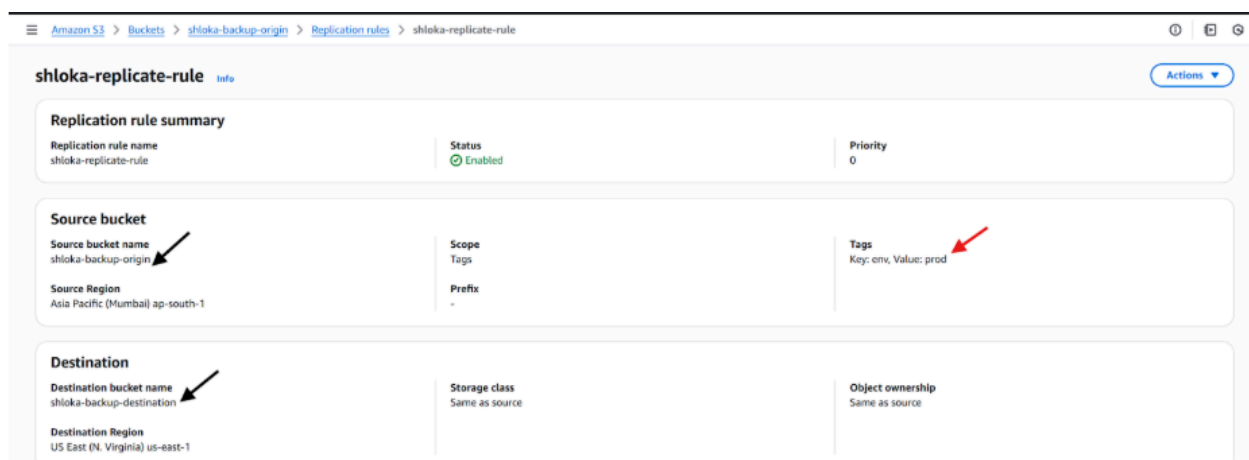 Amazon S3 > Buckets > shloka-backup-origin > Replication rules > shloka-replicate-rule
shloka-replicate-rule Info
Actions
Replication rule summary
Replication rule name
shloka-replicate-rule
Status
Enabled
Priority
0
Source bucket
Source bucket name
shloka-backup-origin
Source Region
Asia Pacific (Mumbai) ap-south-1
Scope
Tags
Prefix
-
Tags
Key: env, Value: prod
Destination
Destination bucket name
shloka-backup-destination
Destination Region
US East (N. Virginia) us-east-1
Storage class
Same as source
Object ownership
Same as source